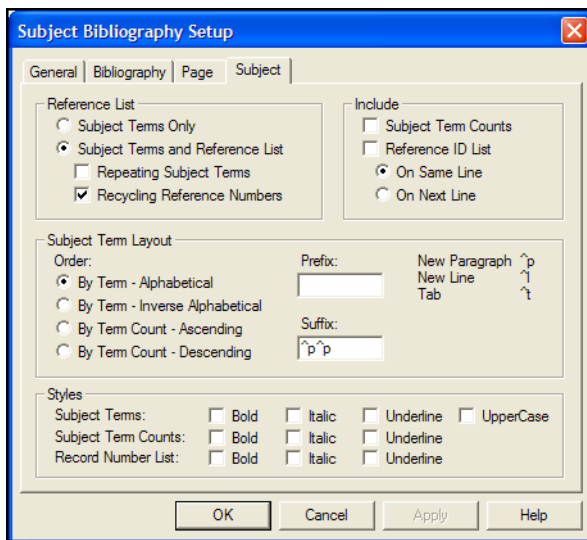 Subject Bibliography Setup
General Bibliography Page Subject
Reference List
Subject Terms Only
Subject Terms and Reference List
Repeating Subject Terms
Recycling Reference Numbers
Include
Subject Term Counts
Reference ID List
On Same Line
On Next Line
Subject Term Layout
Order:
By Term - Alphabetical
By Term - Inverse Alphabetical
By Term Count - Ascending
By Term Count - Descending
Prefix:
Suffix:
^p^p
New Paragraph ^p
New Line ^l
Tab ^t
Styles
Subject Terms: Bold Italic Underline UpperCase
Subject Term Counts: Bold Italic Underline
Record Number List: Bold Italic Underline
OK Cancel Apply Help